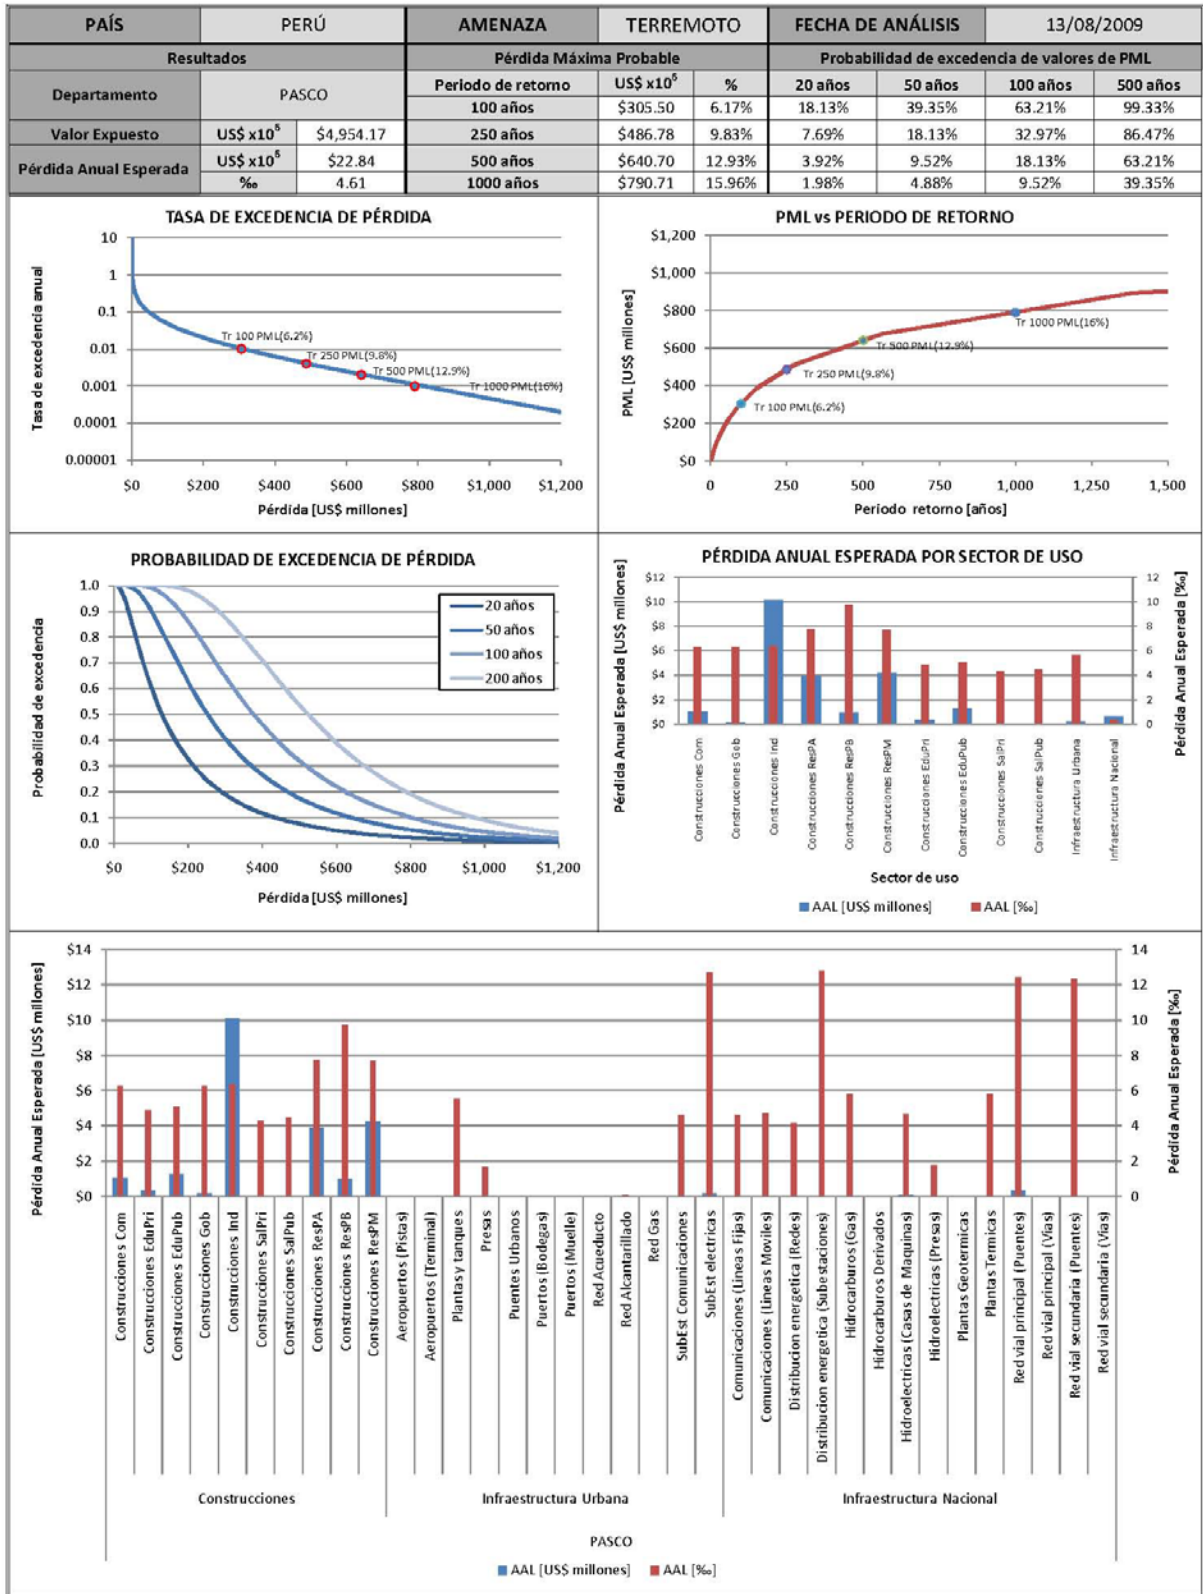 PAÍS PERÚ AMENAZA TERREMOTO FECHA DE ANÁLISIS 13/08/2009
Resultados Pérdida Máxima Probable Probabilidad de excedencia de valores de PML
Departamento PASCO Periodo de retorno US$ x10⁶ % 20 años 50 años 100 años 500 años
100 años $305.50 6.17% 18.13% 39.35% 63.21% 99.33%
Valor Expuesto US$ x10⁶ $4,954.17 250 años $486.78 9.83% 7.69% 18.13% 32.97% 86.47%
Pérdida Anual Esperada US$ x10⁶ $22.84 500 años $640.70 12.93% 3.92% 9.52% 18.13% 63.21%
‰ 4.61 1000 años $790.71 15.96% 1.98% 4.88% 9.52% 39.35%
TASA DE EXCEDENCIA DE PÉRDIDA
Tasa de excedencia anual
10
1
0.1
0.01
0.001
0.0001
0.00001
Tr 100 PML(6.2%)
Tr 250 PML(9.8%)
Tr 500 PML(12.9%)
Tr 1000 PML(16%)
$0 $200 $400 $600 $800 $1,000 $1,200
Pérdida [US$ millones]
PML vs PERIODO DE RETORNO
PML [US$ millones]
$1,200
$1,000
$800
$600
$400
$200
$0
Tr 1000 PML(16%)
Tr 500 PML(12.9%)
Tr 250 PML(9.8%)
Tr 100 PML(6.2%)
0 250 500 750 1,000 1,250 1,500
Periodo retorno [años]
PROBABILIDAD DE EXCEDENCIA DE PÉRDIDA
Probabilidad de excedencia
1.0
0.9
0.8
0.7
0.6
0.5
0.4
0.3
0.2
0.1
0.0
20 años
50 años
100 años
200 años
$0 $200 $400 $600 $800 $1,000 $1,200
Pérdida [US$ millones]
PÉRDIDA ANUAL ESPERADA POR SECTOR DE USO
Pérdida Anual Esperada [US$ millones]
$12
$10
$8
$6
$4
$2
$0
12
10
8
6
4
2
0
Pérdida Anual Esperada [‰]
Construcciones Com
Construcciones Gob
Construcciones Ind
Construcciones ResPA
Construcciones ResPB
Construcciones ResPM
Construcciones EduPri
Construcciones EduPub
Construcciones SalPri
Construcciones SalPub
Infraestructura Urbana
Infraestructura Nacional
Sector de uso
AAL [US$ millones] AAL [‰]
Pérdida Anual Esperada [US$ millones]
$14
$12
$10
$8
$6
$4
$2
$0
14
12
10
8
6
4
2
0
Pérdida Anual Esperada [‰]
Construcciones Com
Construcciones EduPri
Construcciones EduPub
Construcciones Gob
Construcciones Ind
Construcciones SalPri
Construcciones SalPub
Construcciones ResPA
Construcciones ResPB
Construcciones ResPM
Aeropuertos (Pistas)
Aeropuertos (Terminal)
Plantas y tanques
Presas
Puentes Urbanos
Puertos (Bodegas)
Puertos (Muelle)
Red Acueducto
Red Alcantarillado
Red Gas
SubEst Comunicaciones
SubEst electricas
Comunicaciones (Lineas Fijas)
Comunicaciones (Lineas Moviles)
Distribucion energetica (Redes)
Distribucion energetica (Subestaciones)
Hidrocarburos (Gas)
Hidrocarburos Derivados
Hidroelectricas (Casas de Maquinas)
Hidroelectricas (Presas)
Plantas Geotermicas
Plantas Termicas
Red vial principal (Puentes)
Red vial principal (Vias)
Red vial secundaria (Puentes)
Red vial secundaria (Vias)
Construcciones Infraestructura Urbana Infraestructura Nacional
PASCO
AAL [US$ millones] AAL [‰]